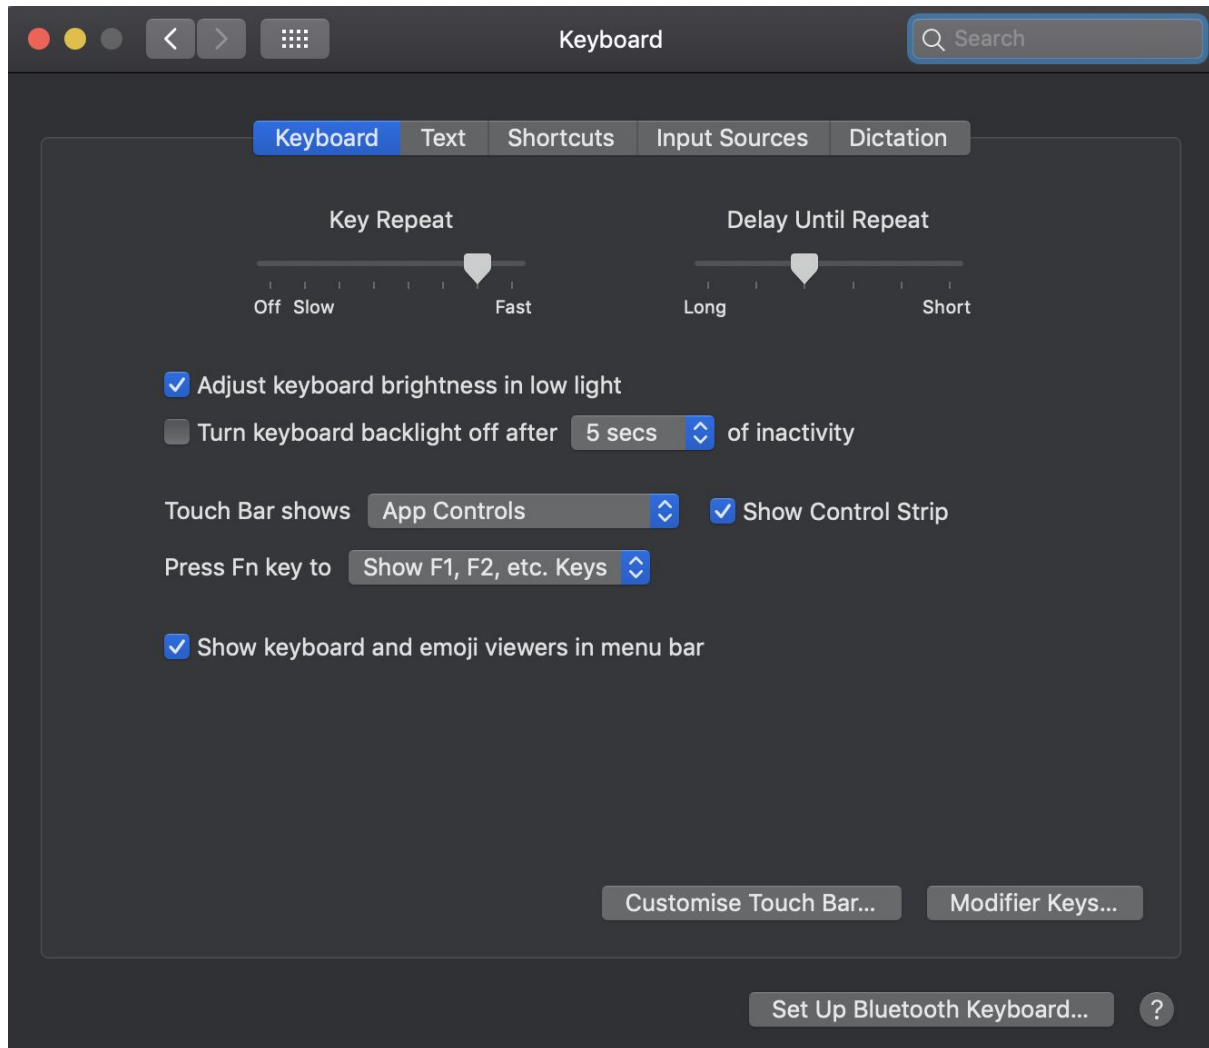 Keyboard
Search
Keyboard Text Shortcuts Input Sources Dictation
Key Repeat
Off Slow Fast
Delay Until Repeat
Long Short
Adjust keyboard brightness in low light
Turn keyboard backlight off after 5 secs of inactivity
Touch Bar shows App Controls Show Control Strip
Press Fn key to Show F1, F2, etc. Keys
Show keyboard and emoji viewers in menu bar
Customise Touch Bar... Modifier Keys...
Set Up Bluetooth Keyboard... ?